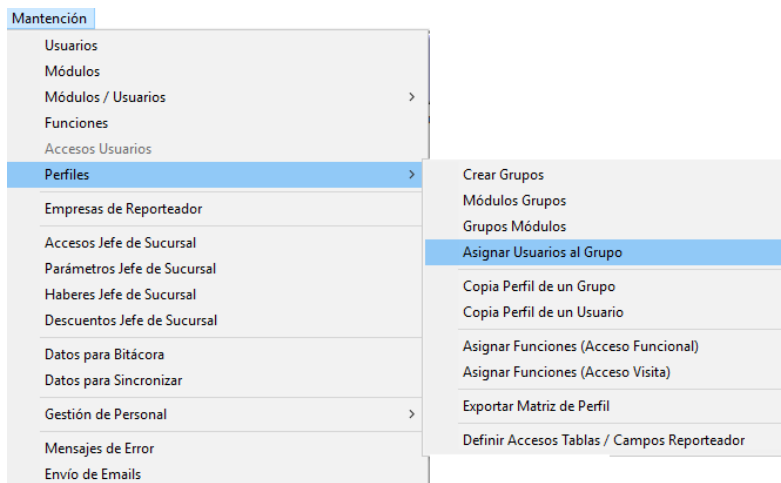 Mantención
Usuarios
Módulos
Módulos / Usuarios
Funciones
Accesos Usuarios
Perfiles
Empresas de Reporteador
Accesos Jefe de Sucursal
Parámetros Jefe de Sucursal
Haberes Jefe de Sucursal
Descuentos Jefe de Sucursal
Datos para Bitácora
Datos para Sincronizar
Gestión de Personal
Mensajes de Error
Envío de Emails
Crear Grupos
Módulos Grupos
Grupos Módulos
Asignar Usuarios al Grupo
Copia Perfil de un Grupo
Copia Perfil de un Usuario
Asignar Funciones (Acceso Funcional)
Asignar Funciones (Acceso Visita)
Exportar Matriz de Perfil
Definir Accesos Tablas / Campos Reporteador